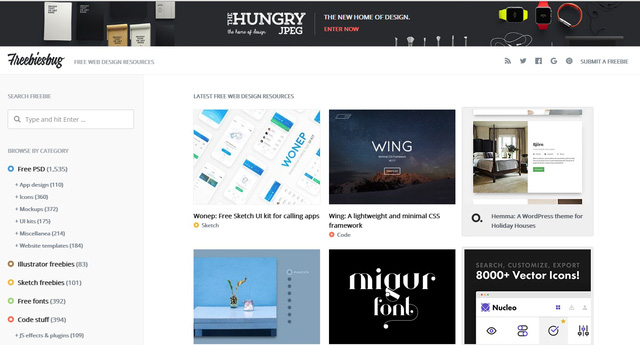 THE HUNGRY JPEG
the home of design.
THE NEW HOME OF DESIGN.
ENTER NOW
Freebiesbug
FREE WEB DESIGN RESOURCES
SUBMIT A FREEBIE
SEARCH FREEBIE
Type and hit Enter ...
BROWSE BY CATEGORY
Free PSD (1,535)
+ App design (110)
+ Icons (360)
+ Mockups (372)
+ UI kits (175)
+ Miscellanea (214)
+ Website templates (184)
Illustrator freebies (83)
Sketch freebies (101)
Free fonts (392)
Code stuff (394)
+ JS effects & plugins (109)
LATEST FREE WEB DESIGN RESOURCES
WONEP
Wonep: Free Sketch UI kit for calling apps
Sketch
WING
Wing: A lightweight and minimal CSS
framework
Code
Hemma: A WordPress theme for
Holiday Houses
migur
font
SEARCH, CUSTOMIZE, EXPORT
8000+ Vector Icons!
Nucleo